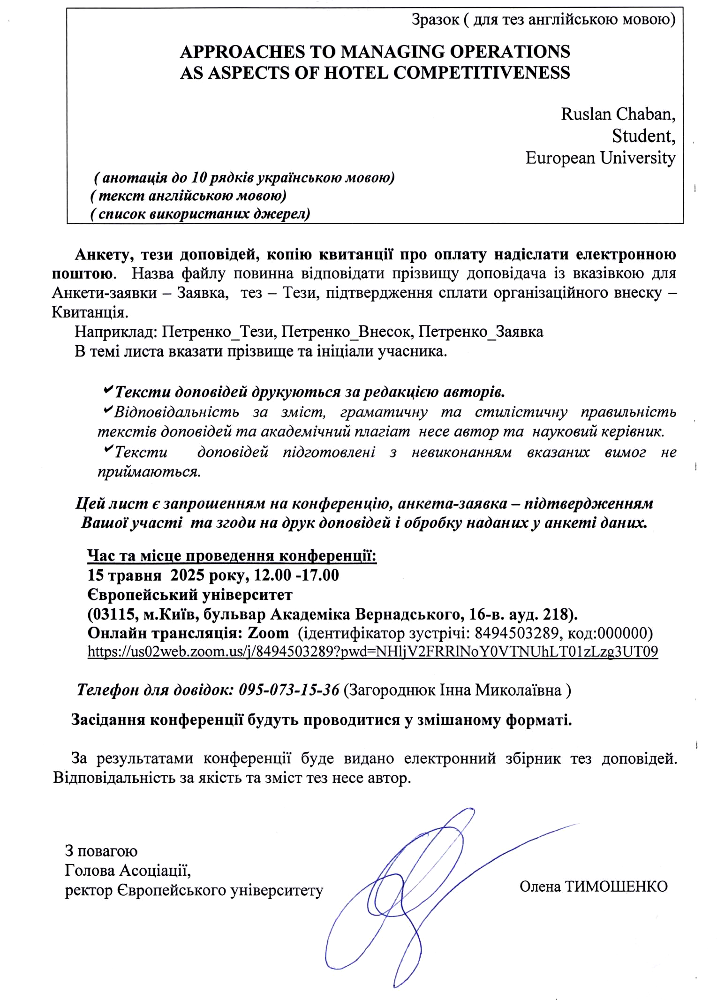 Зразок ( для тез англійською мовою)
APPROACHES TO MANAGING OPERATIONS
AS ASPECTS OF HOTEL COMPETITIVENESS
Ruslan Chaban,
Student,
European University
( анотація до 10 рядків українською мовою)
( текст англійською мовою)
( список використаних джерел)
Анкету, тези доповідей, копію квитанції про оплату надіслати електронною
поштою. Назва файлу повинна відповідати прізвищу доповідача із вказівкою для
Анкети-заявки – Заявка, тез – Тези, підтвердження сплати організаційного внеску –
Квитанція.
Наприклад: Петренко_Тези, Петренко_Внесок, Петренко_Заявка
В темі листа вказати прізвище та ініціали учасника.
✔Тексти доповідей друкуються за редакцією авторів.
✔Відповідальність за зміст, граматичну та стилістичну правильність
текстів доповідей та академічний плагіат несе автор та науковий керівник.
✔Тексти доповідей підготовлені з невиконанням вказаних вимог не
приймаються.
Цей лист є запрошенням на конференцію, анкета-заявка – підтвердженням
Вашої участі та згоди на друк доповідей і обробку наданих у анкеті даних.
Час та місце проведення конференції:
15 травня 2025 року, 12.00 -17.00
Європейський університет
(03115, м.Київ, бульвар Академіка Вернадського, 16-в. ауд. 218).
Онлайн трансляція: Zoom (ідентифікатор зустрічі: 8494503289, код:000000)
https://us02web.zoom.us/j/8494503289?pwd=NHljV2FRRlNoY0VTNUhLT01zLzg3UT09
Телефон для довідок: 095-073-15-36 (Загороднюк Інна Миколаївна )
Засідання конференції будуть проводитися у змішаному форматі.
За результатами конференції буде видано електронний збірник тез доповідей.
Відповідальність за якість та зміст тез несе автор.
З повагою
Голова Асоціації,
ректор Європейського університету
Олена ТИМОШЕНКО